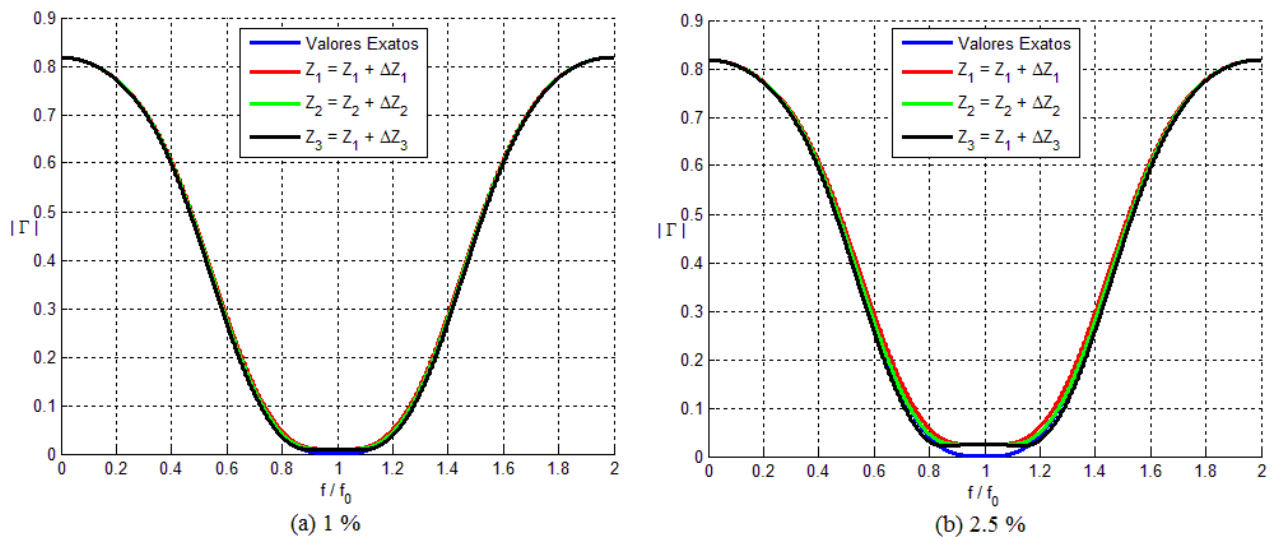 0.9
0.8
0.7
0.6
0.5
0.4
0.3
0.2
0.1
0
| Γ |
Valores Exatos
Z₁ = Z₁ + ΔZ₁
Z₂ = Z₂ + ΔZ₂
Z₃ = Z₁ + ΔZ₃
0 0.2 0.4 0.6 0.8 1 1.2 1.4 1.6 1.8 2
f / f₀
(a) 1 %
0.9
0.8
0.7
0.6
0.5
0.4
0.3
0.2
0.1
0
| Γ |
Valores Exatos
Z₁ = Z₁ + ΔZ₁
Z₂ = Z₂ + ΔZ₂
Z₃ = Z₁ + ΔZ₃
0 0.2 0.4 0.6 0.8 1 1.2 1.4 1.6 1.8 2
f / f₀
(b) 2.5 %